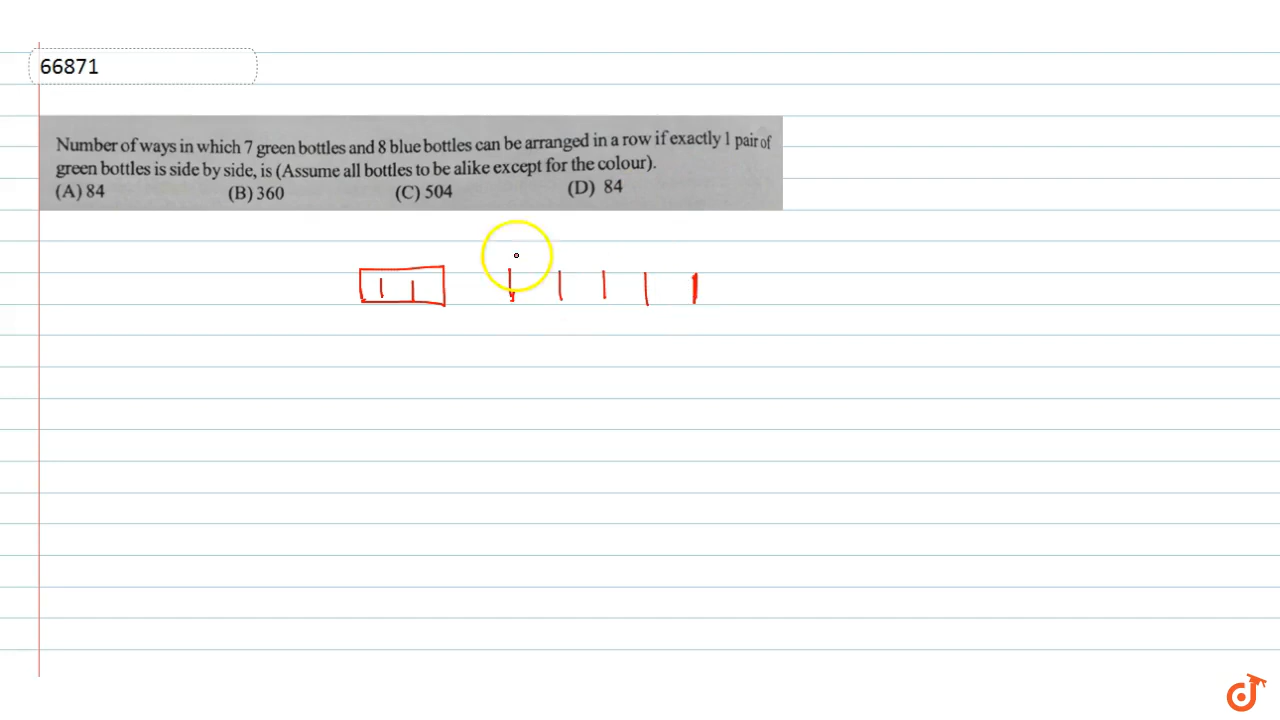 66871
Number of ways in which 7 green bottles and 8 blue bottles can be arranged in a row if exactly 1 pair of
green bottles is side by side, is (Assume all bottles to be alike except for the colour).
(A) 84 (B) 360 (C) 504 (D) 84